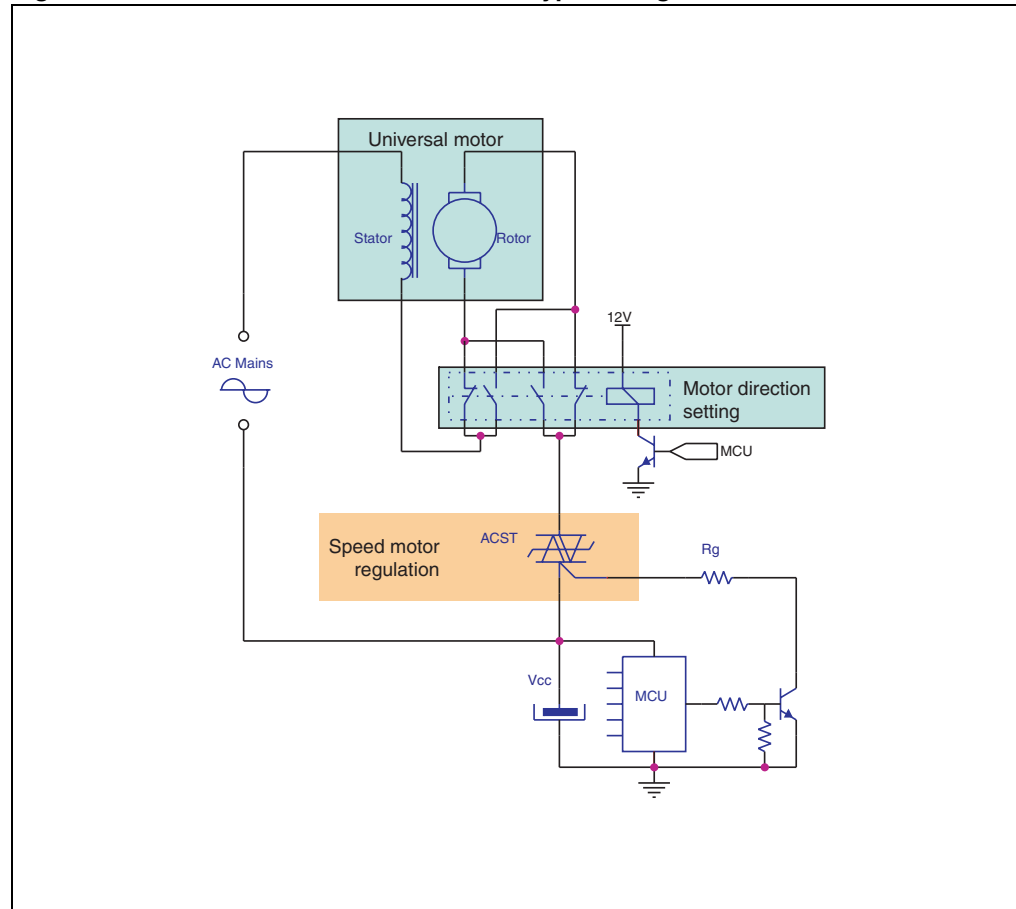 Universal motor
Stator
Rotor
12V
AC Mains
Motor direction
setting
MCU
ACST
Speed motor
regulation
Rg
Vcc
MCU